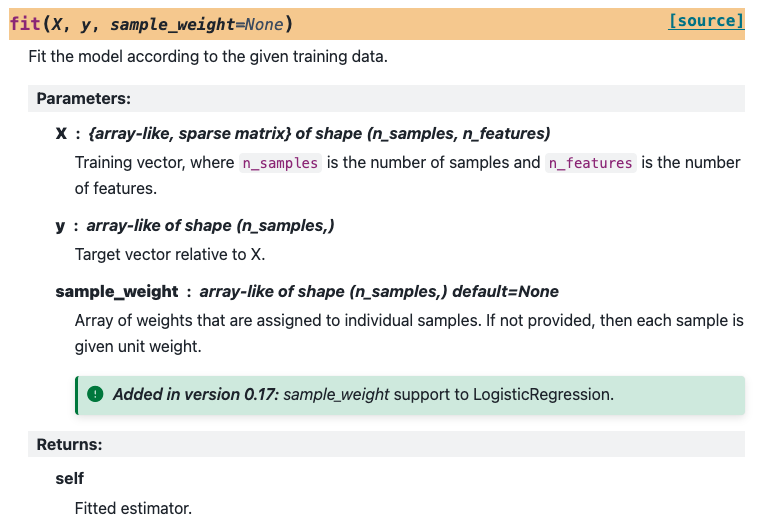 fit(X, y, sample_weight=None) [source]
Fit the model according to the given training data.
Parameters:
X : {array-like, sparse matrix} of shape (n_samples, n_features)
Training vector, where n_samples is the number of samples and n_features is the number
of features.
y : array-like of shape (n_samples,)
Target vector relative to X.
sample_weight : array-like of shape (n_samples,) default=None
Array of weights that are assigned to individual samples. If not provided, then each sample is
given unit weight.
Added in version 0.17: sample_weight support to LogisticRegression.
Returns:
self
Fitted estimator.